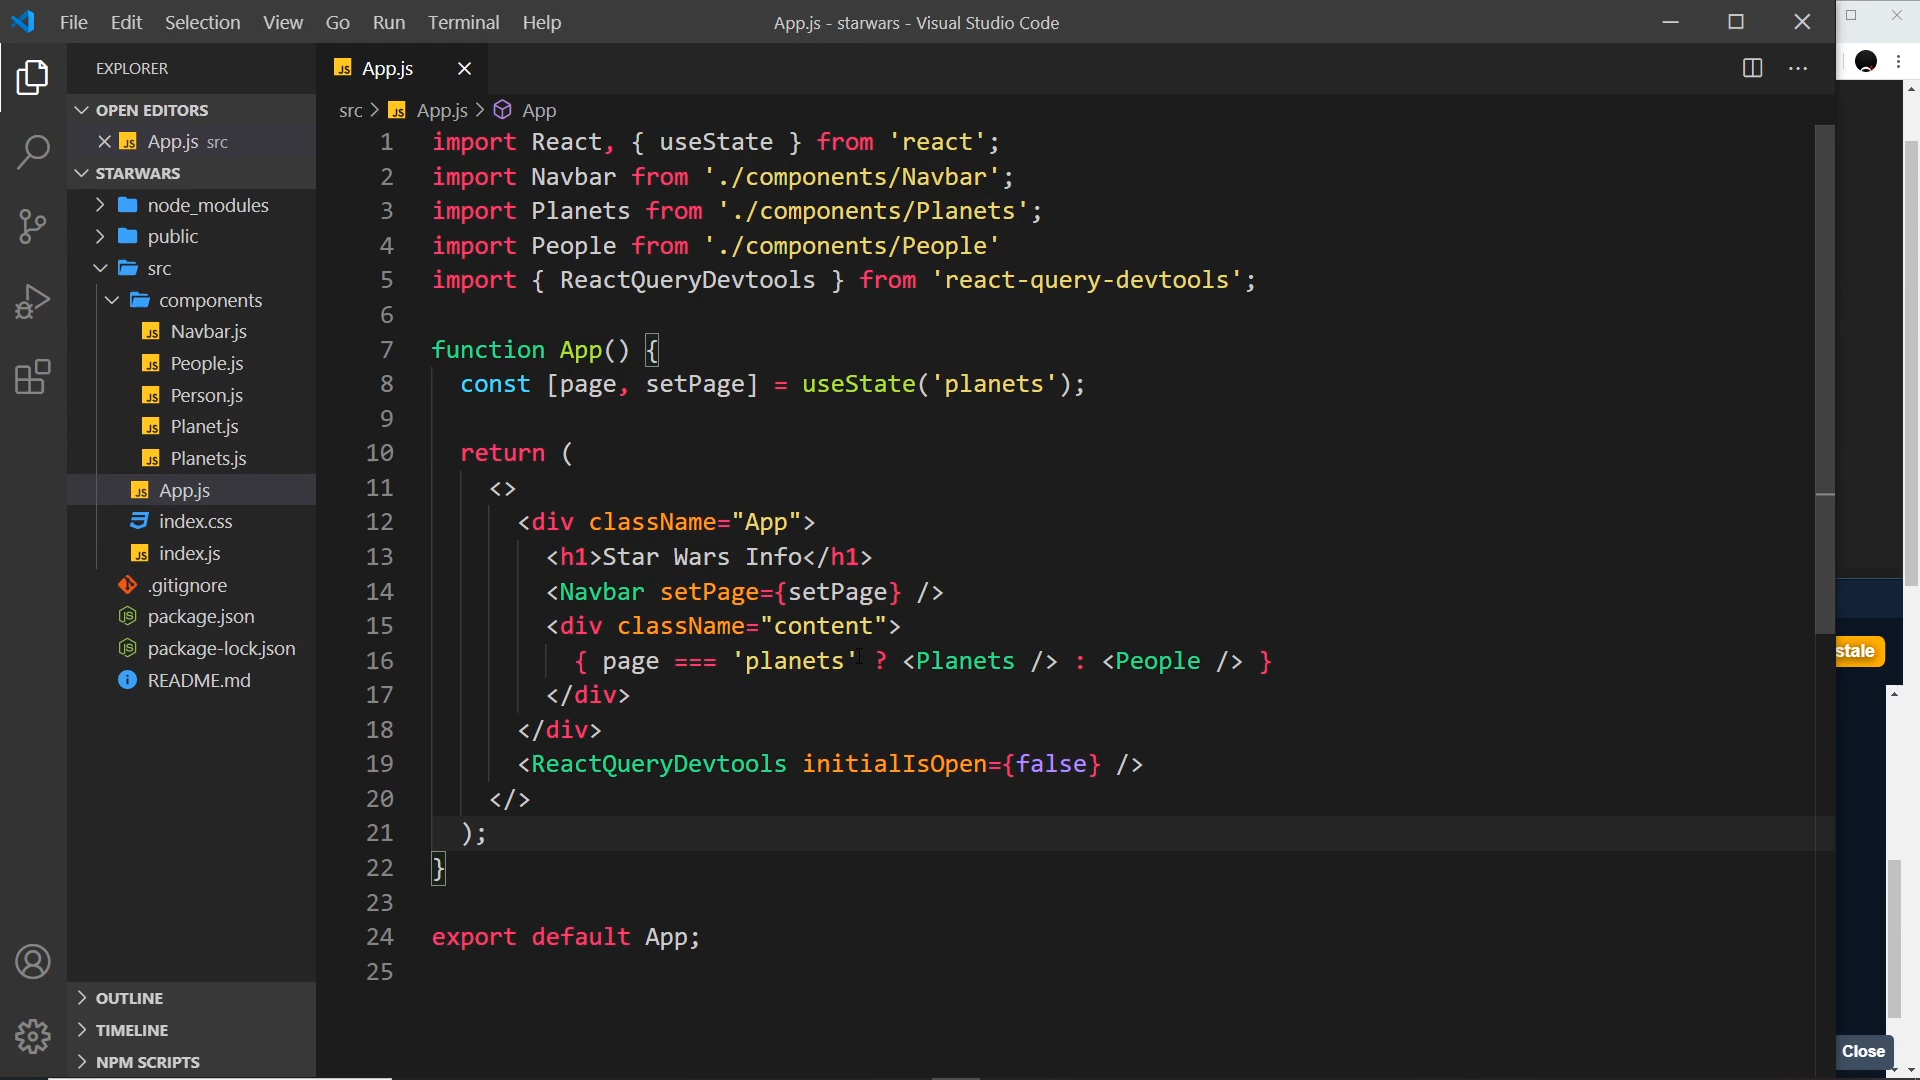 File Edit Selection View Go Run Terminal Help
App.js - starwars - Visual Studio Code
EXPLORER
OPEN EDITORS
App.js src
STARWARS
node_modules
public
src
components
Navbar.js
People.js
Person.js
Planet.js
Planets.js
App.js
index.css
index.js
.gitignore
package.json
package-lock.json
README.md
OUTLINE
TIMELINE
NPM SCRIPTS
JS App.js
src > JS App.js > App
1 import React, { useState } from 'react';
2 import Navbar from './components/Navbar';
3 import Planets from './components/Planets';
4 import People from './components/People'
5 import { ReactQueryDevtools } from 'react-query-devtools';
6
7 function App() {
8 const [page, setPage] = useState('planets');
9
10 return (
11 <>
12 <div className="App">
13 <h1>Star Wars Info</h1>
14 <Navbar setPage={setPage} />
15 <div className="content">
16 { page === 'planets' ? <Planets /> : <People /> }
17 </div>
18 </div>
19 <ReactQueryDevtools initialIsOpen={false} />
20 </>
21 );
22 }
23
24 export default App;
25
stale
Close